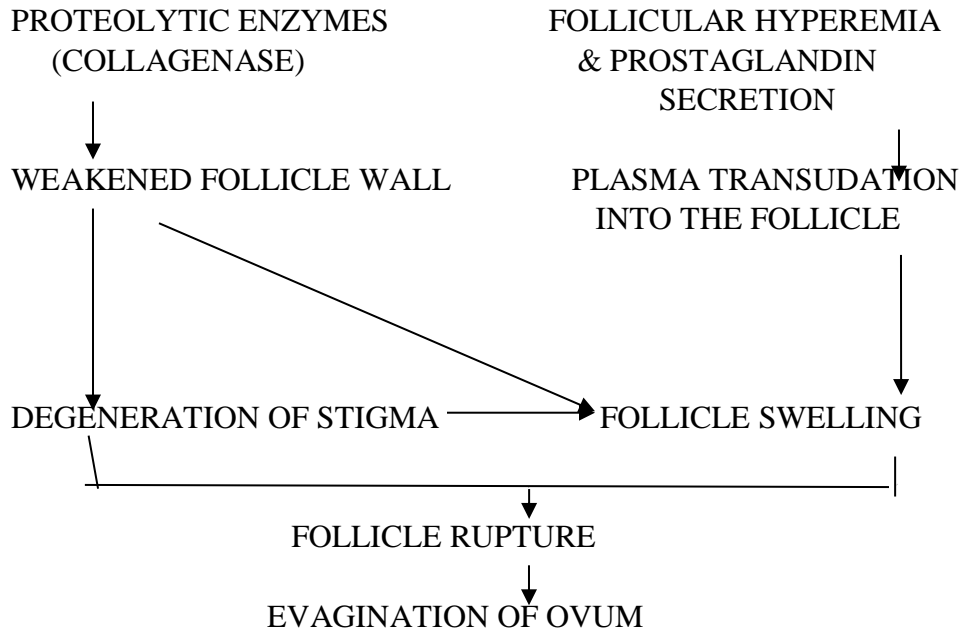 PROTEOLYTIC ENZYMES
(COLLAGENASE)
FOLLICULAR HYPEREMIA
& PROSTAGLANDIN
SECRETION
WEAKENED FOLLICLE WALL
PLASMA TRANSUDATION
INTO THE FOLLICLE
DEGENERATION OF STIGMA
FOLLICLE SWELLING
FOLLICLE RUPTURE
EVAGINATION OF OVUM